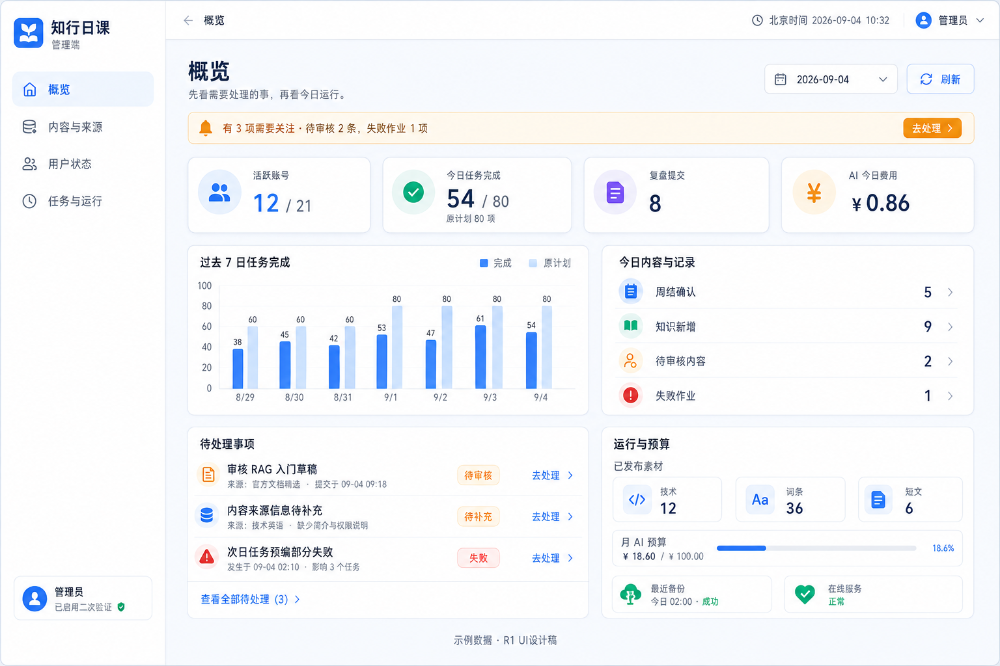 知行日课
管理端
概览
内容与来源
用户状态
任务与运行
管理员
已启用二次验证
概览
北京时间 2026-09-04 10:32
管理员
概览
先看需要处理的事，再看今日运行。
2026-09-04
刷新
有 3 项需要关注 · 待审核 2 条，失败作业 1 项
去处理
活跃账号
12 / 21
今日任务完成
54 / 80
原计划 80 项
复盘提交
8
AI 今日费用
¥ 0.86
过去 7 日任务完成
完成
原计划
100
80
60
40
20
0
38
60
45
60
42
60
53
80
47
80
61
80
54
80
8/29
8/30
8/31
9/1
9/2
9/3
9/4
今日内容与记录
周结确认
5
知识新增
9
待审核内容
2
失败作业
1
待处理事项
审核 RAG 入门草稿
来源：官方文档精选 · 提交于 09-04 09:18
待审核
去处理
内容来源信息待补充
来源：技术英语 · 缺少简介与权限说明
待补充
去处理
次日任务预编部分失败
发生于 09-04 02:10 · 影响 3 个任务
失败
去处理
查看全部待处理 (3)
运行与预算
已发布素材
</>
技术
12
Aa
词条
36
短文
6
月 AI 预算
¥ 18.60 / ¥ 100.00
18.6%
最近备份
今日 02:00 · 成功
在线服务
正常
示例数据 · R1 UI设计稿